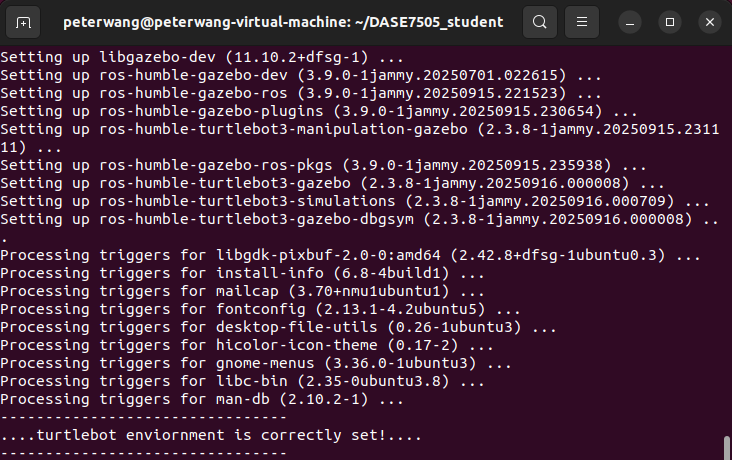 peterwang@peterwang-virtual-machine: ~/DASE7505_student
Setting up libgazebo-dev (11.10.2+dfsg-1) ...
Setting up ros-humble-gazebo-dev (3.9.0-1jammy.20250701.022615) ...
Setting up ros-humble-gazebo-ros (3.9.0-1jammy.20250915.221523) ...
Setting up ros-humble-gazebo-plugins (3.9.0-1jammy.20250915.230654) ...
Setting up ros-humble-turtlebot3-manipulation-gazebo (2.3.8-1jammy.20250915.2311
11) ...
Setting up ros-humble-gazebo-ros-pkgs (3.9.0-1jammy.20250915.235938) ...
Setting up ros-humble-turtlebot3-gazebo (2.3.8-1jammy.20250916.000008) ...
Setting up ros-humble-turtlebot3-simulations (2.3.8-1jammy.20250916.000709) ...
Setting up ros-humble-turtlebot3-gazebo-dbgsym (2.3.8-1jammy.20250916.000008) ..
.
Processing triggers for libgdk-pixbuf-2.0-0:amd64 (2.42.8+dfsg-1ubuntu0.3) ...
Processing triggers for install-info (6.8-4build1) ...
Processing triggers for mailcap (3.70+nmu1ubuntu1) ...
Processing triggers for fontconfig (2.13.1-4.2ubuntu5) ...
Processing triggers for desktop-file-utils (0.26-1ubuntu3) ...
Processing triggers for hicolor-icon-theme (0.17-2) ...
Processing triggers for gnome-menus (3.36.0-1ubuntu3) ...
Processing triggers for libc-bin (2.35-0ubuntu3.8) ...
Processing triggers for man-db (2.10.2-1) ...
--------------------------------
....turtlebot enviornment is correctly set!....
--------------------------------